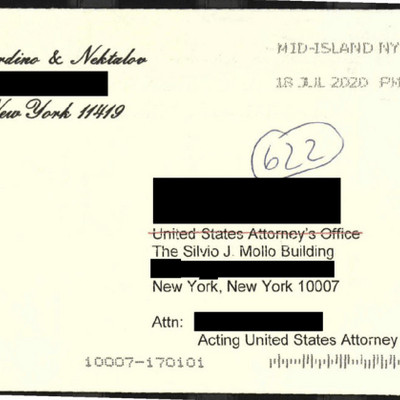 rdino & Nektalov
New York 11419
MID-ISLAND NY
18 JUL 2020 PM
622
United States Attorney's Office
The Silvio J. Mollo Building
New York, New York 10007
Attn:
Acting United States Attorney
10007-170101